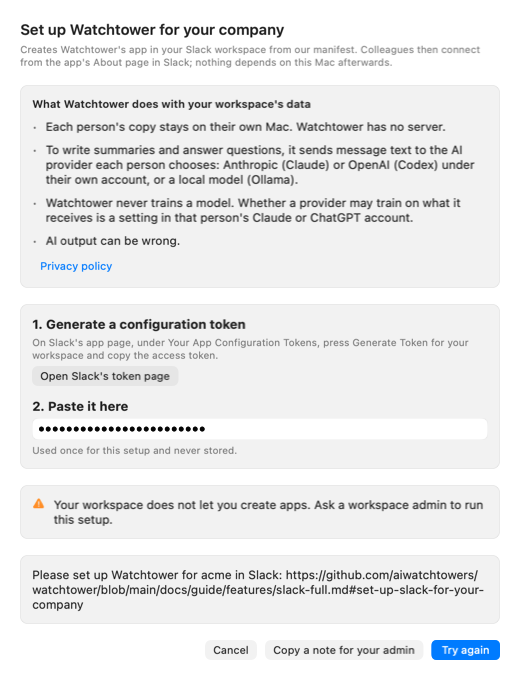 Set up Watchtower for your company
Creates Watchtower's app in your Slack workspace from our manifest. Colleagues then connect
from the app's About page in Slack; nothing depends on this Mac afterwards.
What Watchtower does with your workspace's data
· Each person's copy stays on their own Mac. Watchtower has no server.
· To write summaries and answer questions, it sends message text to the AI
provider each person chooses: Anthropic (Claude) or OpenAI (Codex) under
their own account, or a local model (Ollama).
· Watchtower never trains a model. Whether a provider may train on what it
receives is a setting in that person's Claude or ChatGPT account.
· AI output can be wrong.
Privacy policy
1. Generate a configuration token
On Slack's app page, under Your App Configuration Tokens, press Generate Token for your
workspace and copy the access token.
Open Slack's token page
2. Paste it here
Used once for this setup and never stored.
Your workspace does not let you create apps. Ask a workspace admin to run
this setup.
Please set up Watchtower for acme in Slack: https://github.com/aiwatchtowers/
watchtower/blob/main/docs/guide/features/slack-full.md#set-up-slack-for-your-
company
Cancel
Copy a note for your admin
Try again